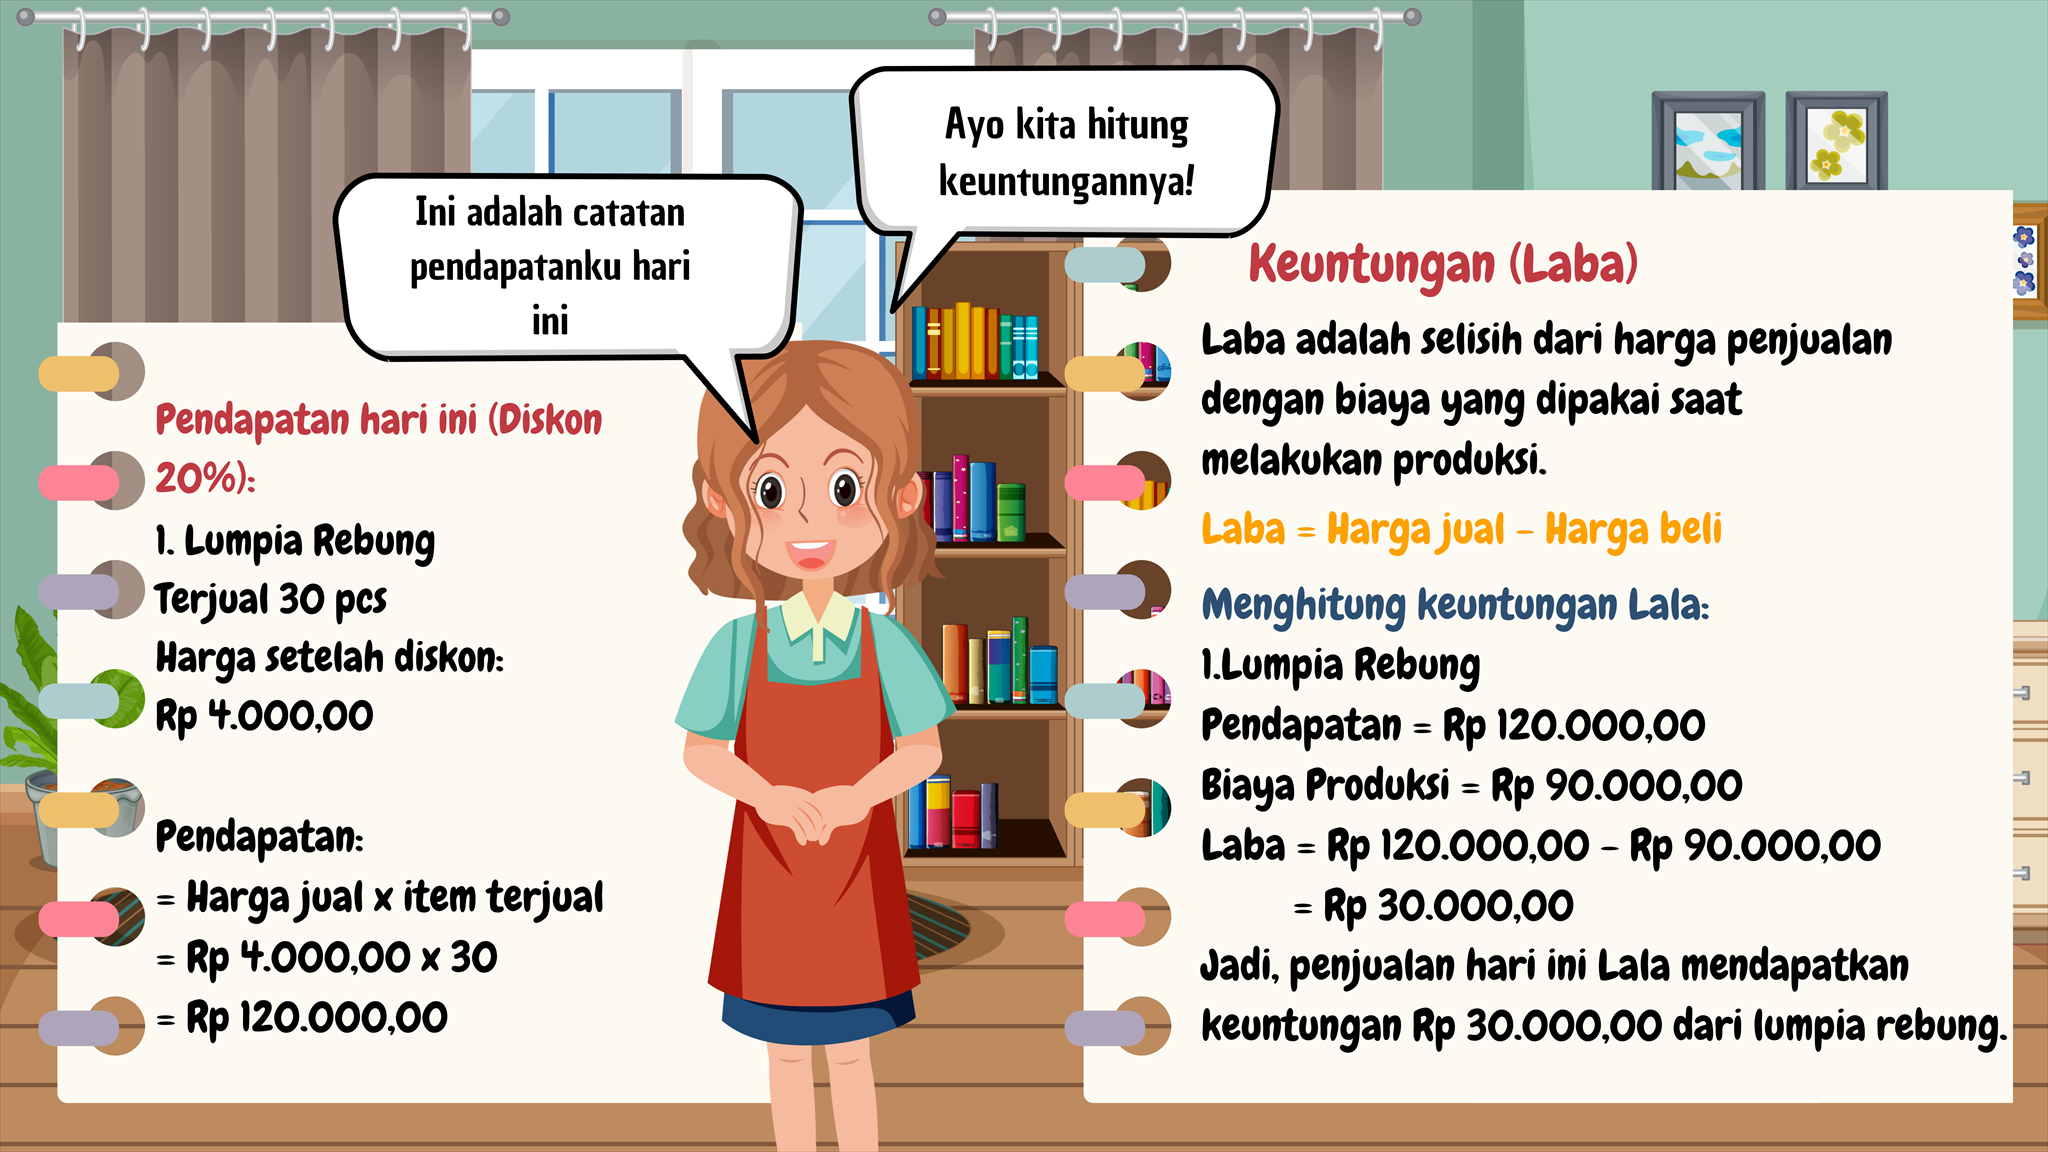 Ini adalah catatan
pendapatanku hari
ini
Ayo kita hitung
keuntungannya!
Pendapatan hari ini (Diskon
20%):
1. Lumpia Rebung
Terjual 30 pcs
Harga setelah diskon:
Rp 4.000,00
Pendapatan:
= Harga jual x item terjual
= Rp 4.000,00 x 30
= Rp 120.000,00
Keuntungan (Laba)
Laba adalah selisih dari harga penjualan
dengan biaya yang dipakai saat
melakukan produksi.
Laba = Harga jual - Harga beli
Menghitung keuntungan Lala:
1.Lumpia Rebung
Pendapatan = Rp 120.000,00
Biaya Produksi = Rp 90.000,00
Laba = Rp 120.000,00 - Rp 90.000,00
= Rp 30.000,00
Jadi, penjualan hari ini Lala mendapatkan
keuntungan Rp 30.000,00 dari lumpia rebung.